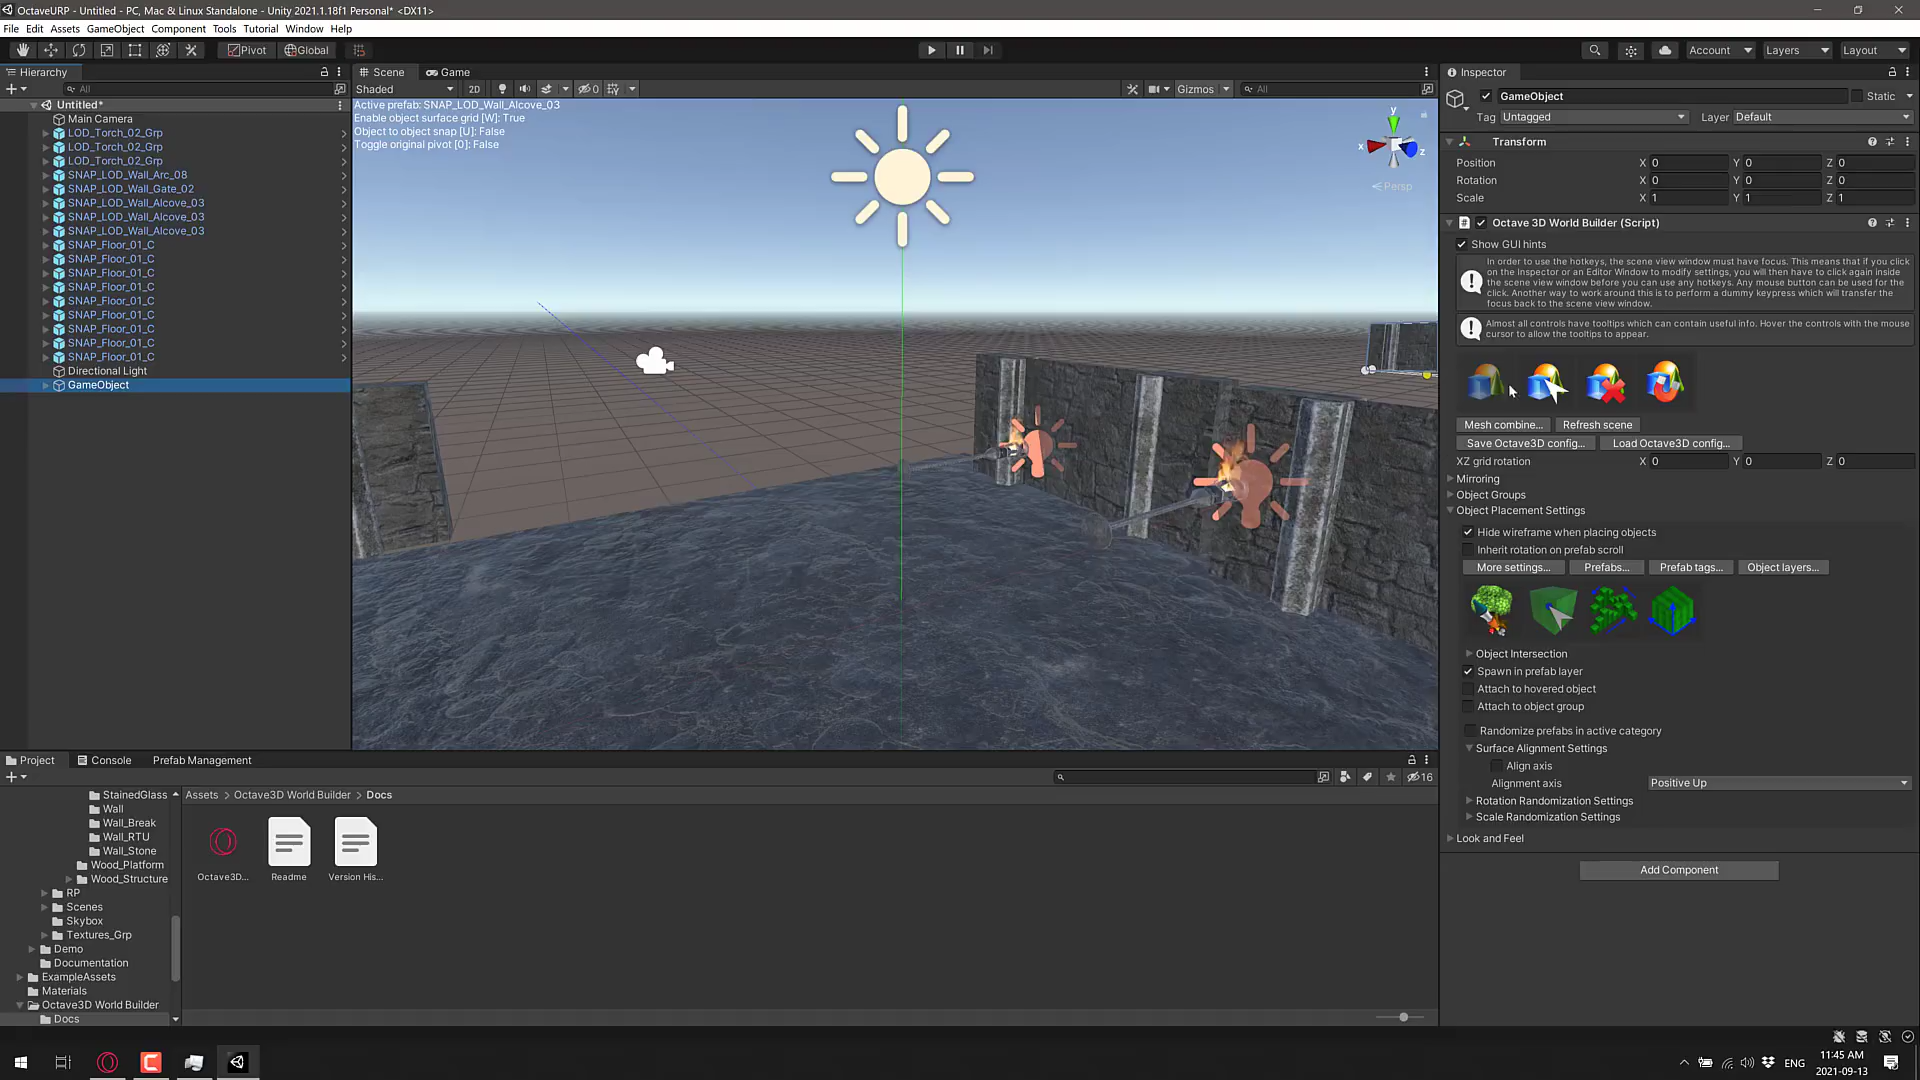 OctaveURP - Untitled - PC, Mac & Linux Standalone - Unity 2021.1.18f1 Personal* <DX11>
File Edit Assets GameObject Component Octave3D Tools Tutorial Window Help
Pivot Global Account Layers Layout
Hierarchy
All
Untitled*
Main Camera
LOD_Torch_02_Grp
LOD_Torch_02_Grp
LOD_Torch_02_Grp
SNAP_LOD_Wall_Arc_08
SNAP_LOD_Wall_Gate_02
SNAP_LOD_Wall_Alcove_03
SNAP_LOD_Wall_Alcove_03
SNAP_LOD_Wall_Alcove_03
SNAP_Floor_01_C
SNAP_Floor_01_C
SNAP_Floor_01_C
SNAP_Floor_01_C
SNAP_Floor_01_C
SNAP_Floor_01_C
SNAP_Floor_01_C
SNAP_Floor_01_C
SNAP_Floor_01_C
Directional Light
GameObject
Scene Game
Shaded 2D 0 Gizmos All
Active prefab: SNAP_LOD_Wall_Alcove_03
Enable object surface grid [W]: True
Object to object snap [U]: False
Toggle original pivot [0]: False
y
x z
Persp
Inspector
GameObject Static
Tag Untagged Layer Default
Transform
Position X 0 Y 0 Z 0
Rotation X 0 Y 0 Z 0
Scale X 1 Y 1 Z 1
Octave 3D World Builder (Script)
Show GUI hints
In order to use the hotkeys, the scene view window must have focus. This means that if you click
on the Inspector or an Editor Window to modify settings, you will then have to click again inside
the scene view window before you can use any hotkeys. Any mouse button can be used for the
click. Another way to work around this is to perform a dummy keypress which will transfer the
focus back to the scene view window.
Almost all controls have tooltips which can contain useful info. Hover the controls with the mouse
cursor to allow the tooltips to appear.
Mesh combine... Refresh scene
Save Octave3D config... Load Octave3D config...
XZ grid rotation X 0 Y 0 Z 0
Mirroring
Object Groups
Object Placement Settings
Hide wireframe when placing objects
Inherit rotation on prefab scroll
More settings... Prefabs... Prefab tags... Object layers...
Object Intersection
Spawn in prefab layer
Attach to hovered object
Attach to object group
Randomize prefabs in active category
Surface Alignment Settings
Align axis
Alignment axis Positive Up
Rotation Randomization Settings
Scale Randomization Settings
Look and Feel
Add Component
Project Console Prefab Management
16
StainedGlass
Wall
Wall_Break
Wall_RTU
Wall_Stone
Wood_Platform
Wood_Structure
RP
Scenes
Skybox
Textures_Grp
Demo
Documentation
ExampleAssets
Materials
Octave3D World Builder
Docs
Assets > Octave3D World Builder > Docs
Octave3D... Readme Version His...
ENG
11:45 AM
2021-09-13